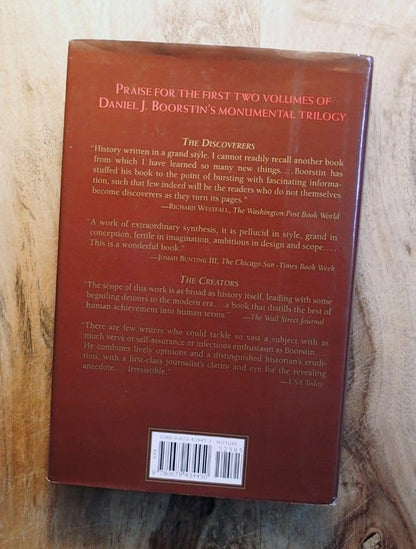 PRAISE FOR THE FIRST TWO VOLUMES OF
DANIEL J. BOORSTIN'S MONUMENTAL TRILOGY
THE DISCOVERERS
"History written in a grand style. I cannot readily recall another book
from which I have learned so many new things. . . . Boorstin has
stuffed his book to the point of bursting with fascinating informa-
tion, such that few indeed will be the readers who do not themselves
become discoverers as they turn its pages."
—RICHARD WESTFALL, The Washington Post Book World
"A work of extraordinary synthesis, it is pellucid in style, grand in
conception, fertile in imagination, ambitious in design and scope. . . .
This is a wonderful book."
—JOSIAH BUNTING III, The Chicago Sun-Times Book Week
THE CREATORS
"The scope of this work is as broad as history itself, leading with some
beguiling detours to the modern era . . . a book that distills the best of
human achievement into human terms."
—The Wall Street Journal
"There are few writers who could tackle so vast a subject with as
much verve or self-assurance or infectious enthusiasm as Boorstin. . . .
He combines lively opinions and a distinguished historian's erudi-
tion, with a first-class journalist's clarity and eye for the revealing
anecdote. . . . Irresistible."
—USA Today